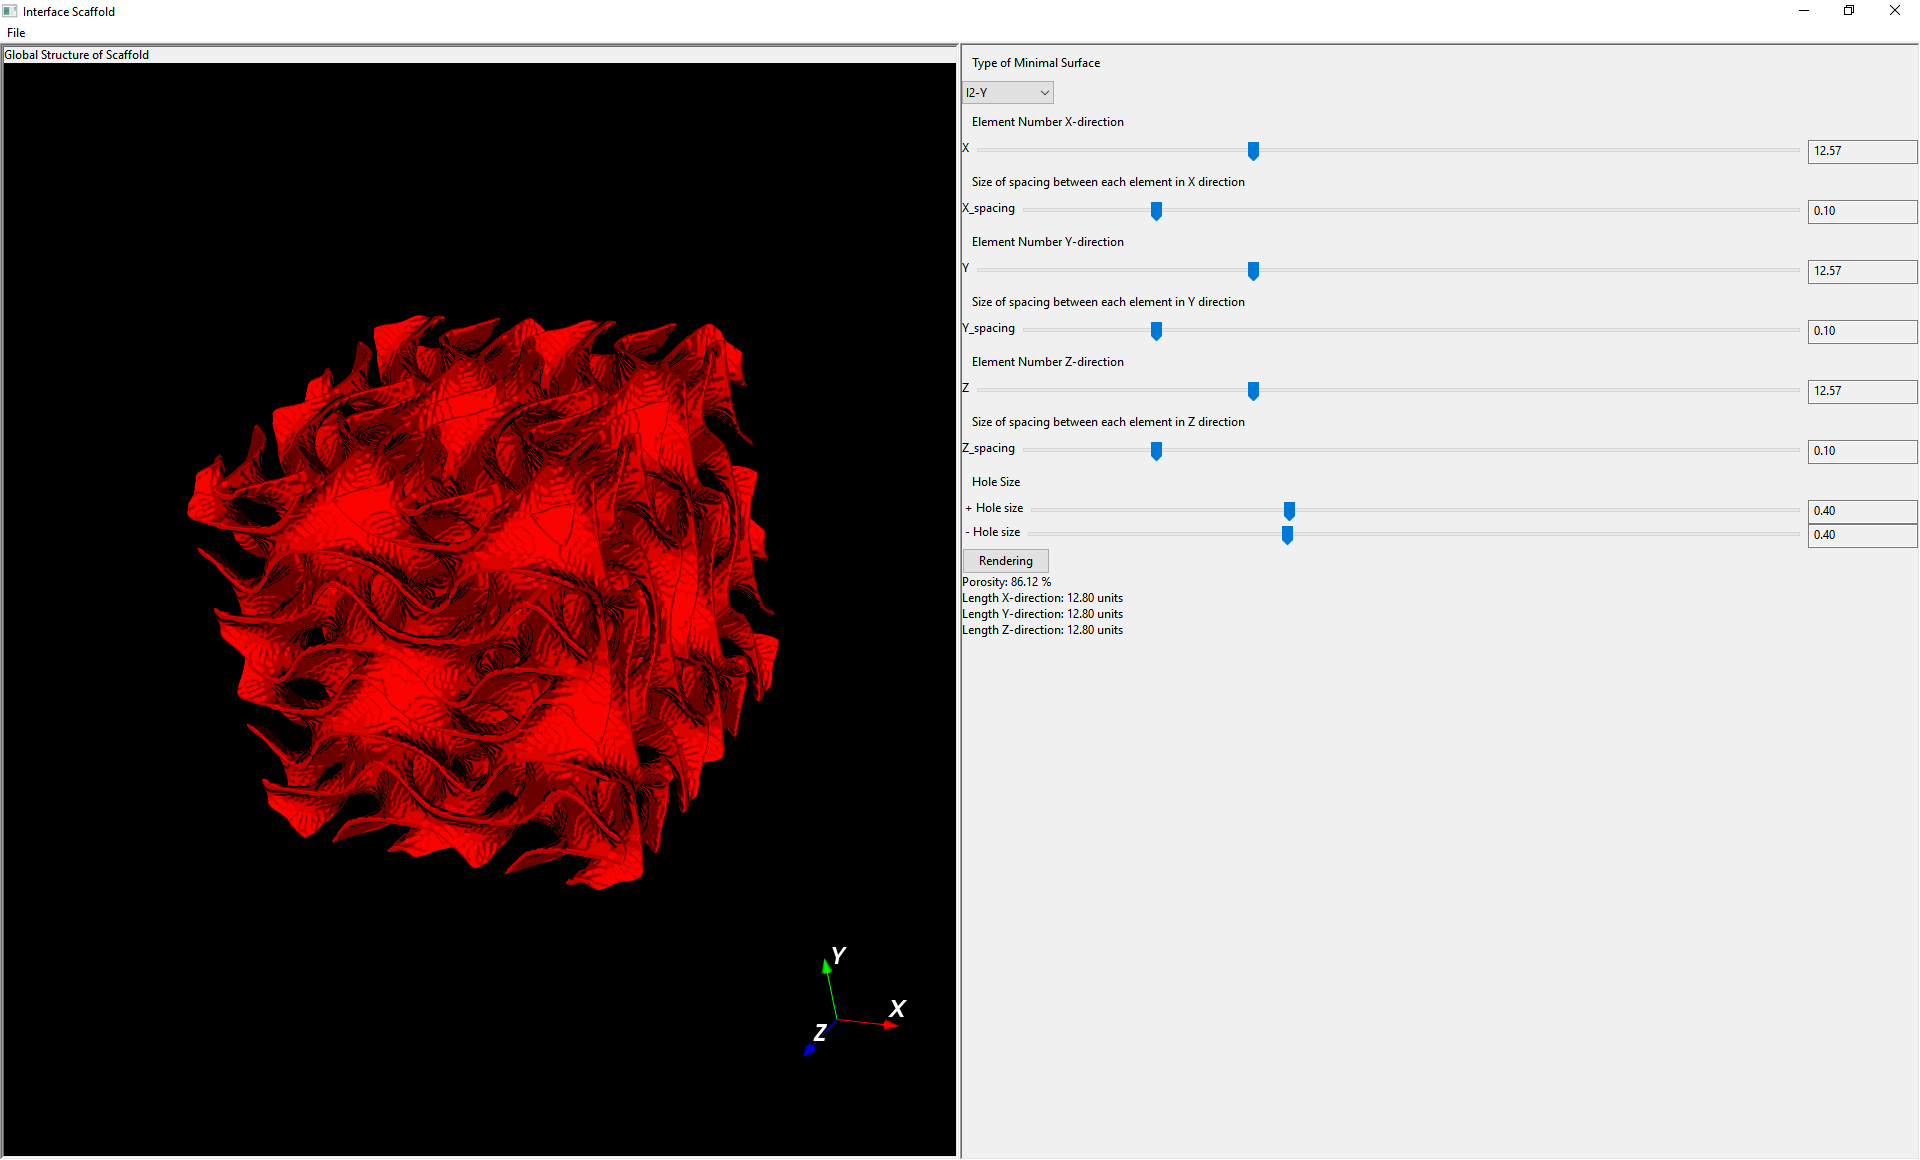 Interface Scaffold
File
Global Structure of Scaffold
Y
X
Z
Type of Minimal Surface
I2-Y
Element Number X-direction
X 12.57
Size of spacing between each element in X direction
X_spacing 0.10
Element Number Y-direction
Y 12.57
Size of spacing between each element in Y direction
Y_spacing 0.10
Element Number Z-direction
Z 12.57
Size of spacing between each element in Z direction
Z_spacing 0.10
Hole Size
+ Hole size 0.40
- Hole size 0.40
Rendering
Porosity: 86.12 %
Length X-direction: 12.80 units
Length Y-direction: 12.80 units
Length Z-direction: 12.80 units